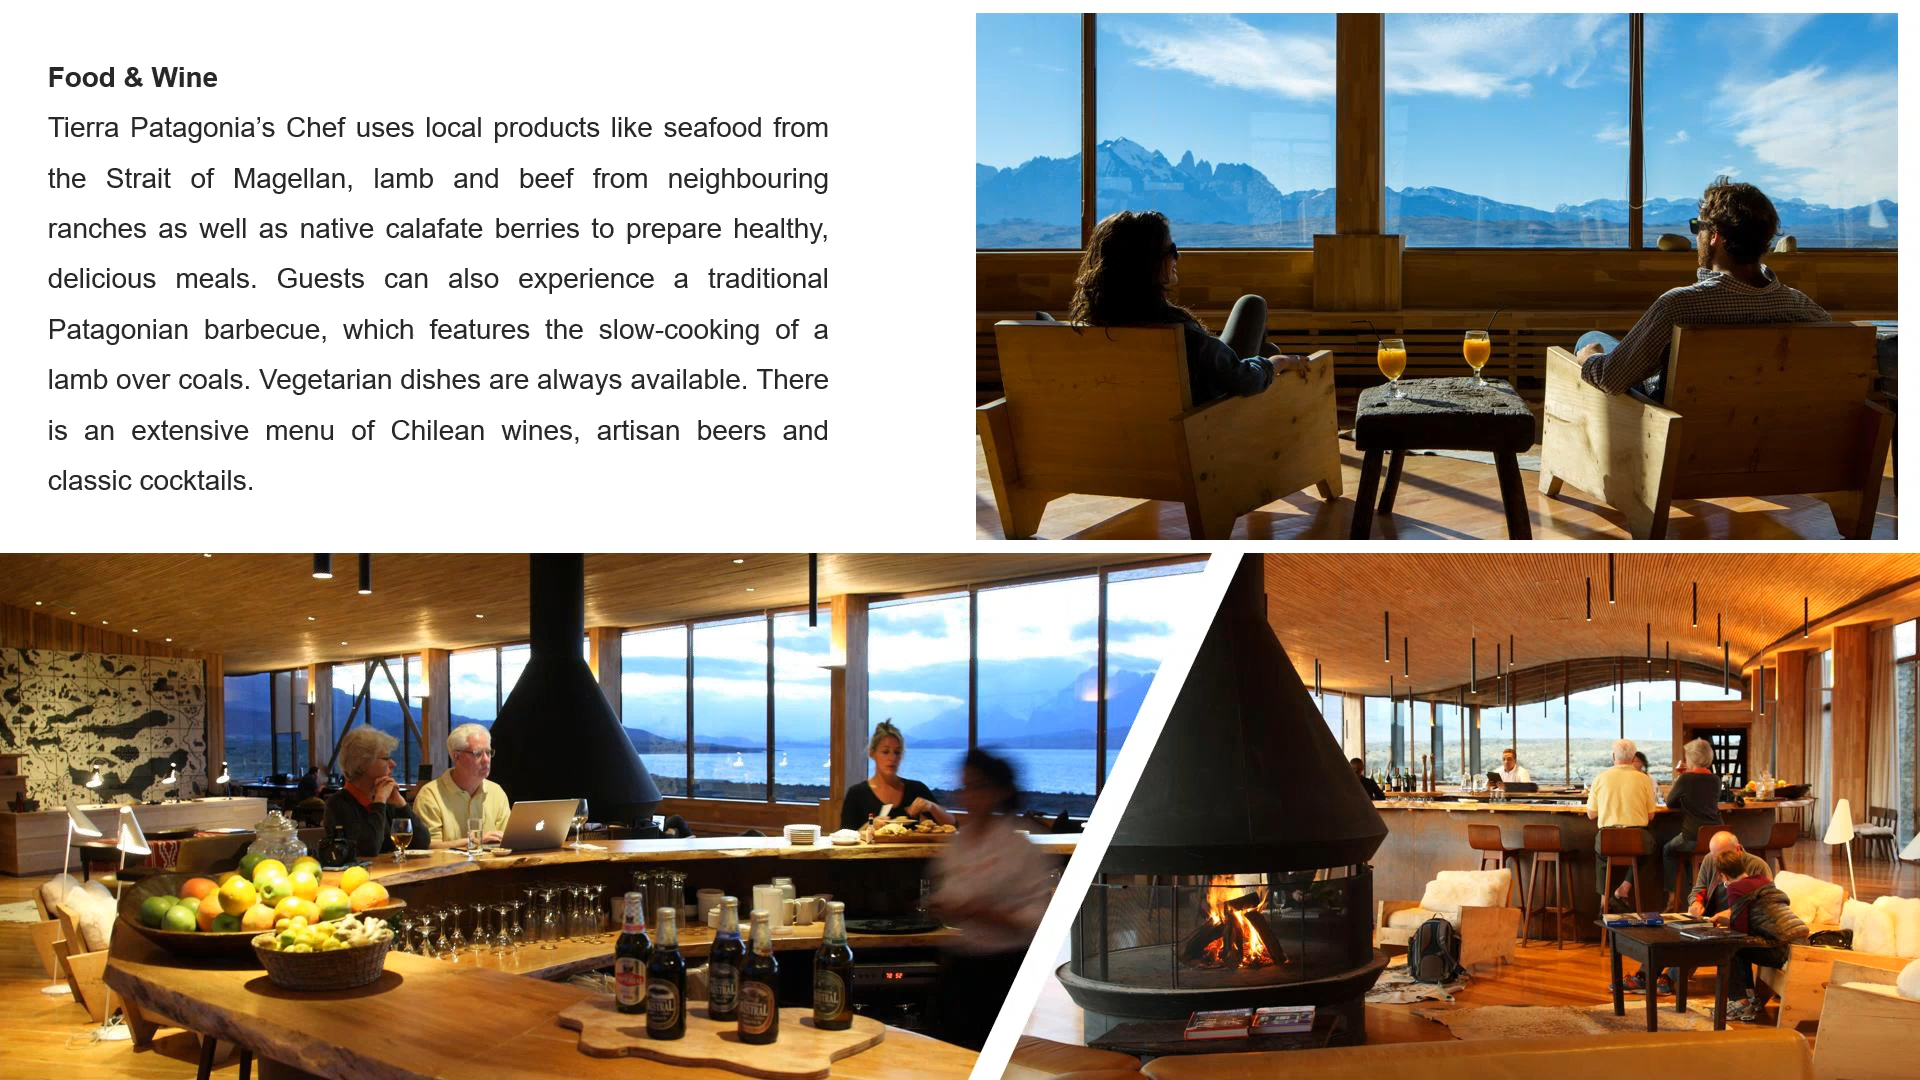 Food & Wine
Tierra Patagonia’s Chef uses local products like seafood from
the Strait of Magellan, lamb and beef from neighbouring
ranches as well as native calafate berries to prepare healthy,
delicious meals. Guests can also experience a traditional
Patagonian barbecue, which features the slow-cooking of a
lamb over coals. Vegetarian dishes are always available. There
is an extensive menu of Chilean wines, artisan beers and
classic cocktails.
AUSTRAL
AUSTRAL